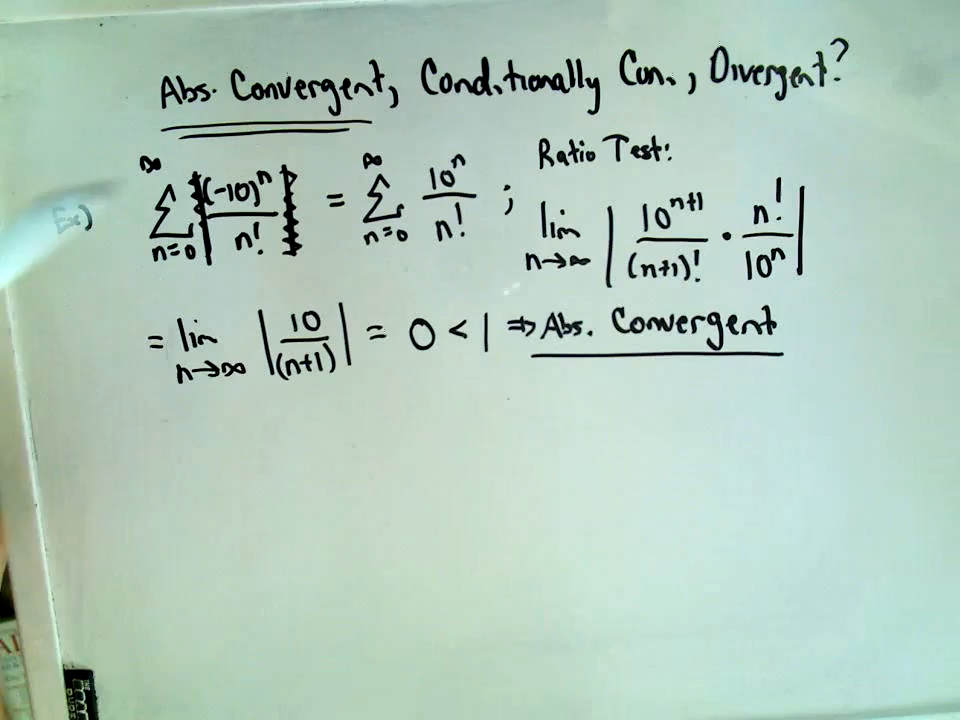 Abs. Convergent, Conditionally Con., Divergent?
Ex) ∑_{n=0}^{∞} |(-10)^n / n!| = ∑_{n=0}^{∞} 10^n / n! ; Ratio Test:
lim_{n→∞} | 10^{n+1} / (n+1)! · n! / 10^n |
= lim_{n→∞} | 10 / (n+1) | = 0 < 1 ⇒ Abs. Convergent